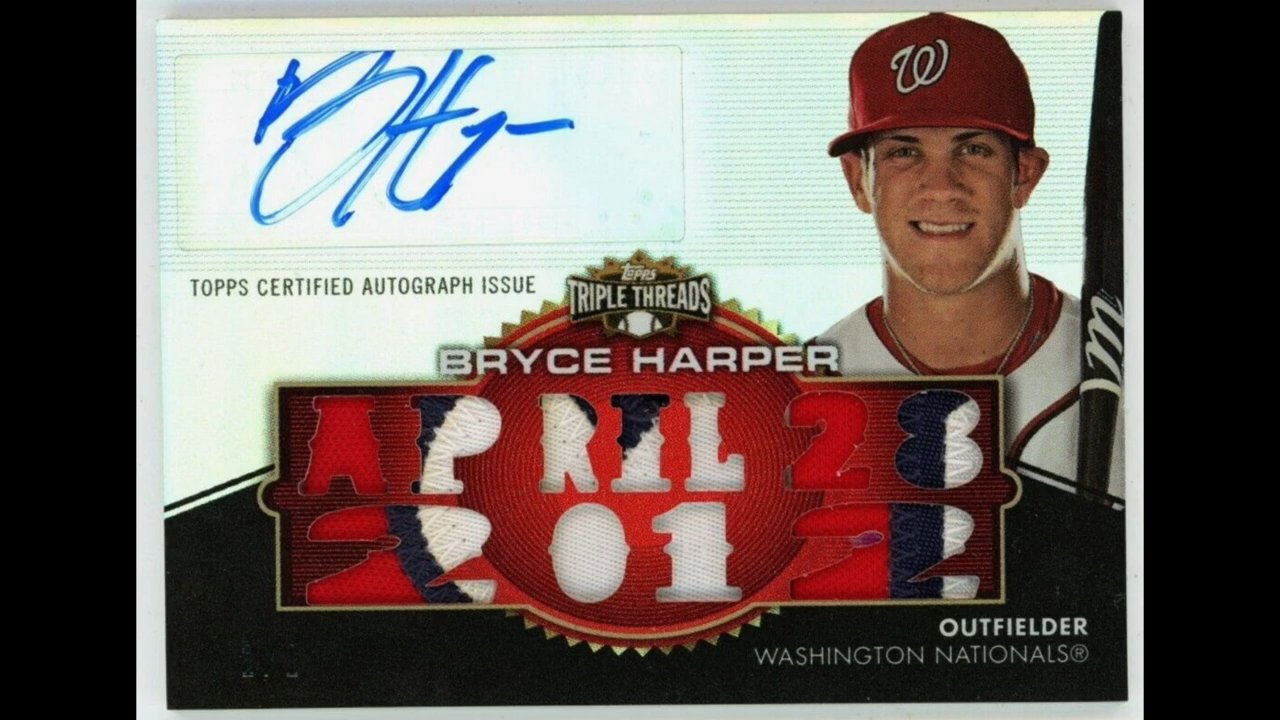 W
TOPPS CERTIFIED AUTOGRAPH ISSUE
Topps
TRIPLE THREADS
BRYCE HARPER
APRIL 28
2012
OUTFIELDER
WASHINGTON NATIONALS®